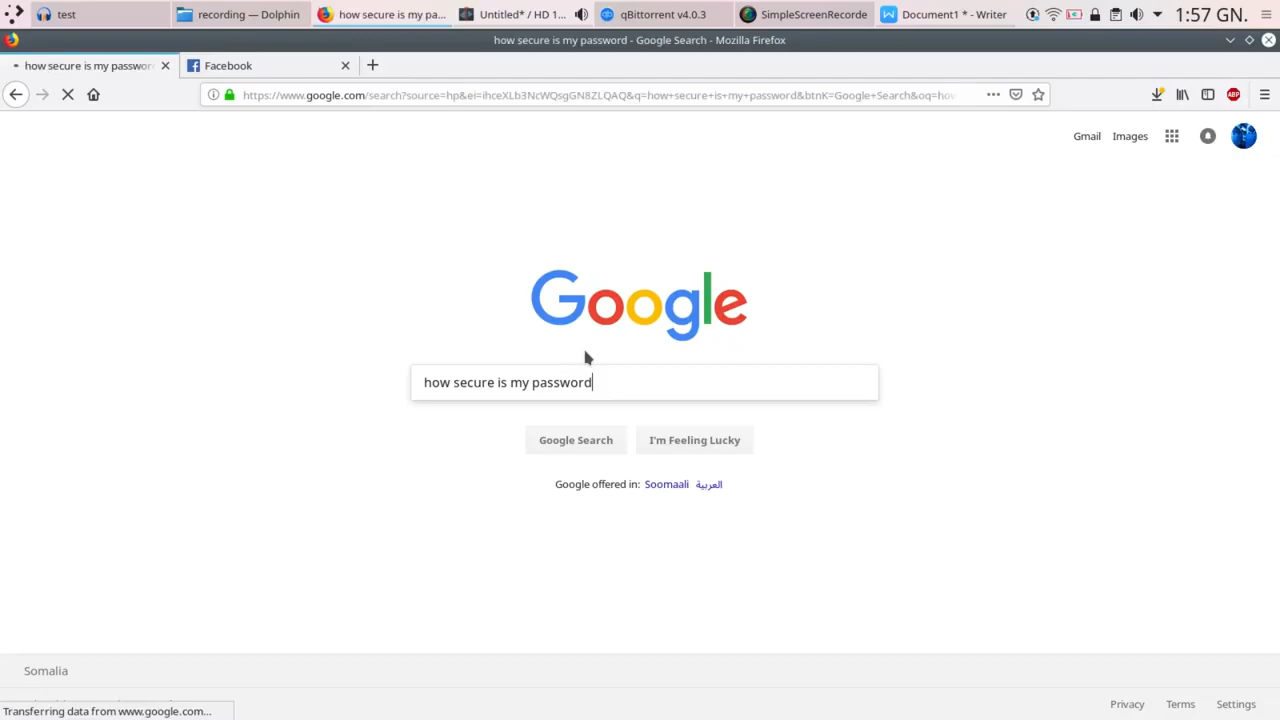 test
recording — Dolphin
how secure is my pa...
Untitled* / HD 1...
qBittorrent v4.0.3
SimpleScreenRecorde
Document1 * - Writer
1:57 GN.
how secure is my password - Google Search - Mozilla Firefox
how secure is my passwor
Facebook
https://www.google.com/search?source=hp&ei=ihceXLb3NcWQsgGN8ZLQAQ&q=how+secure+is+my+password&btnK=Google+Search&oq=how
ABP
Gmail Images
Google
how secure is my password
Google Search
I'm Feeling Lucky
Google offered in: Soomaali العربية
Somalia
Transferring data from www.google.com...
Privacy Terms Settings